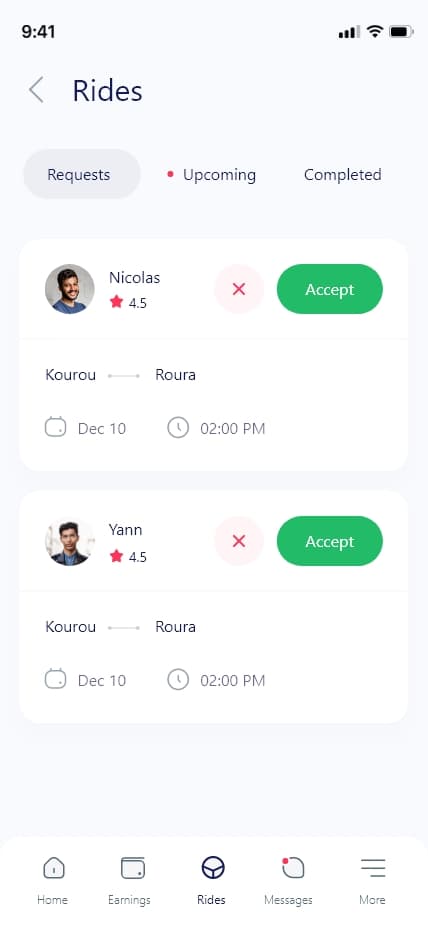 9:41
Rides
Requests
Upcoming
Completed
Nicolas
4.5
Accept
Kourou
Roura
Dec 10
02:00 PM
Yann
4.5
Accept
Kourou
Roura
Dec 10
02:00 PM
Home
Earnings
Rides
Messages
More